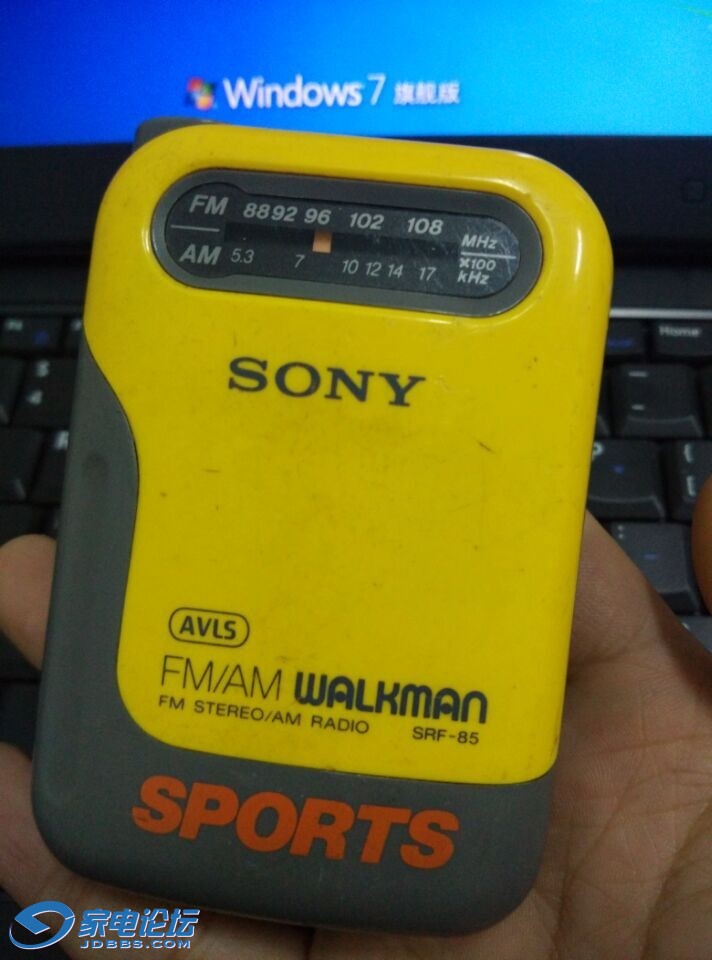 Windows 7 旗舰版
FM 88 92 96 102 108 MHz
AM 5.3 7 10 12 14 17 ×100 kHz
SONY
AVLS
FM/AM WALKMAN
FM STEREO/AM RADIO SRF-85
SPORTS
Home
家电论坛
JDBBS.COM